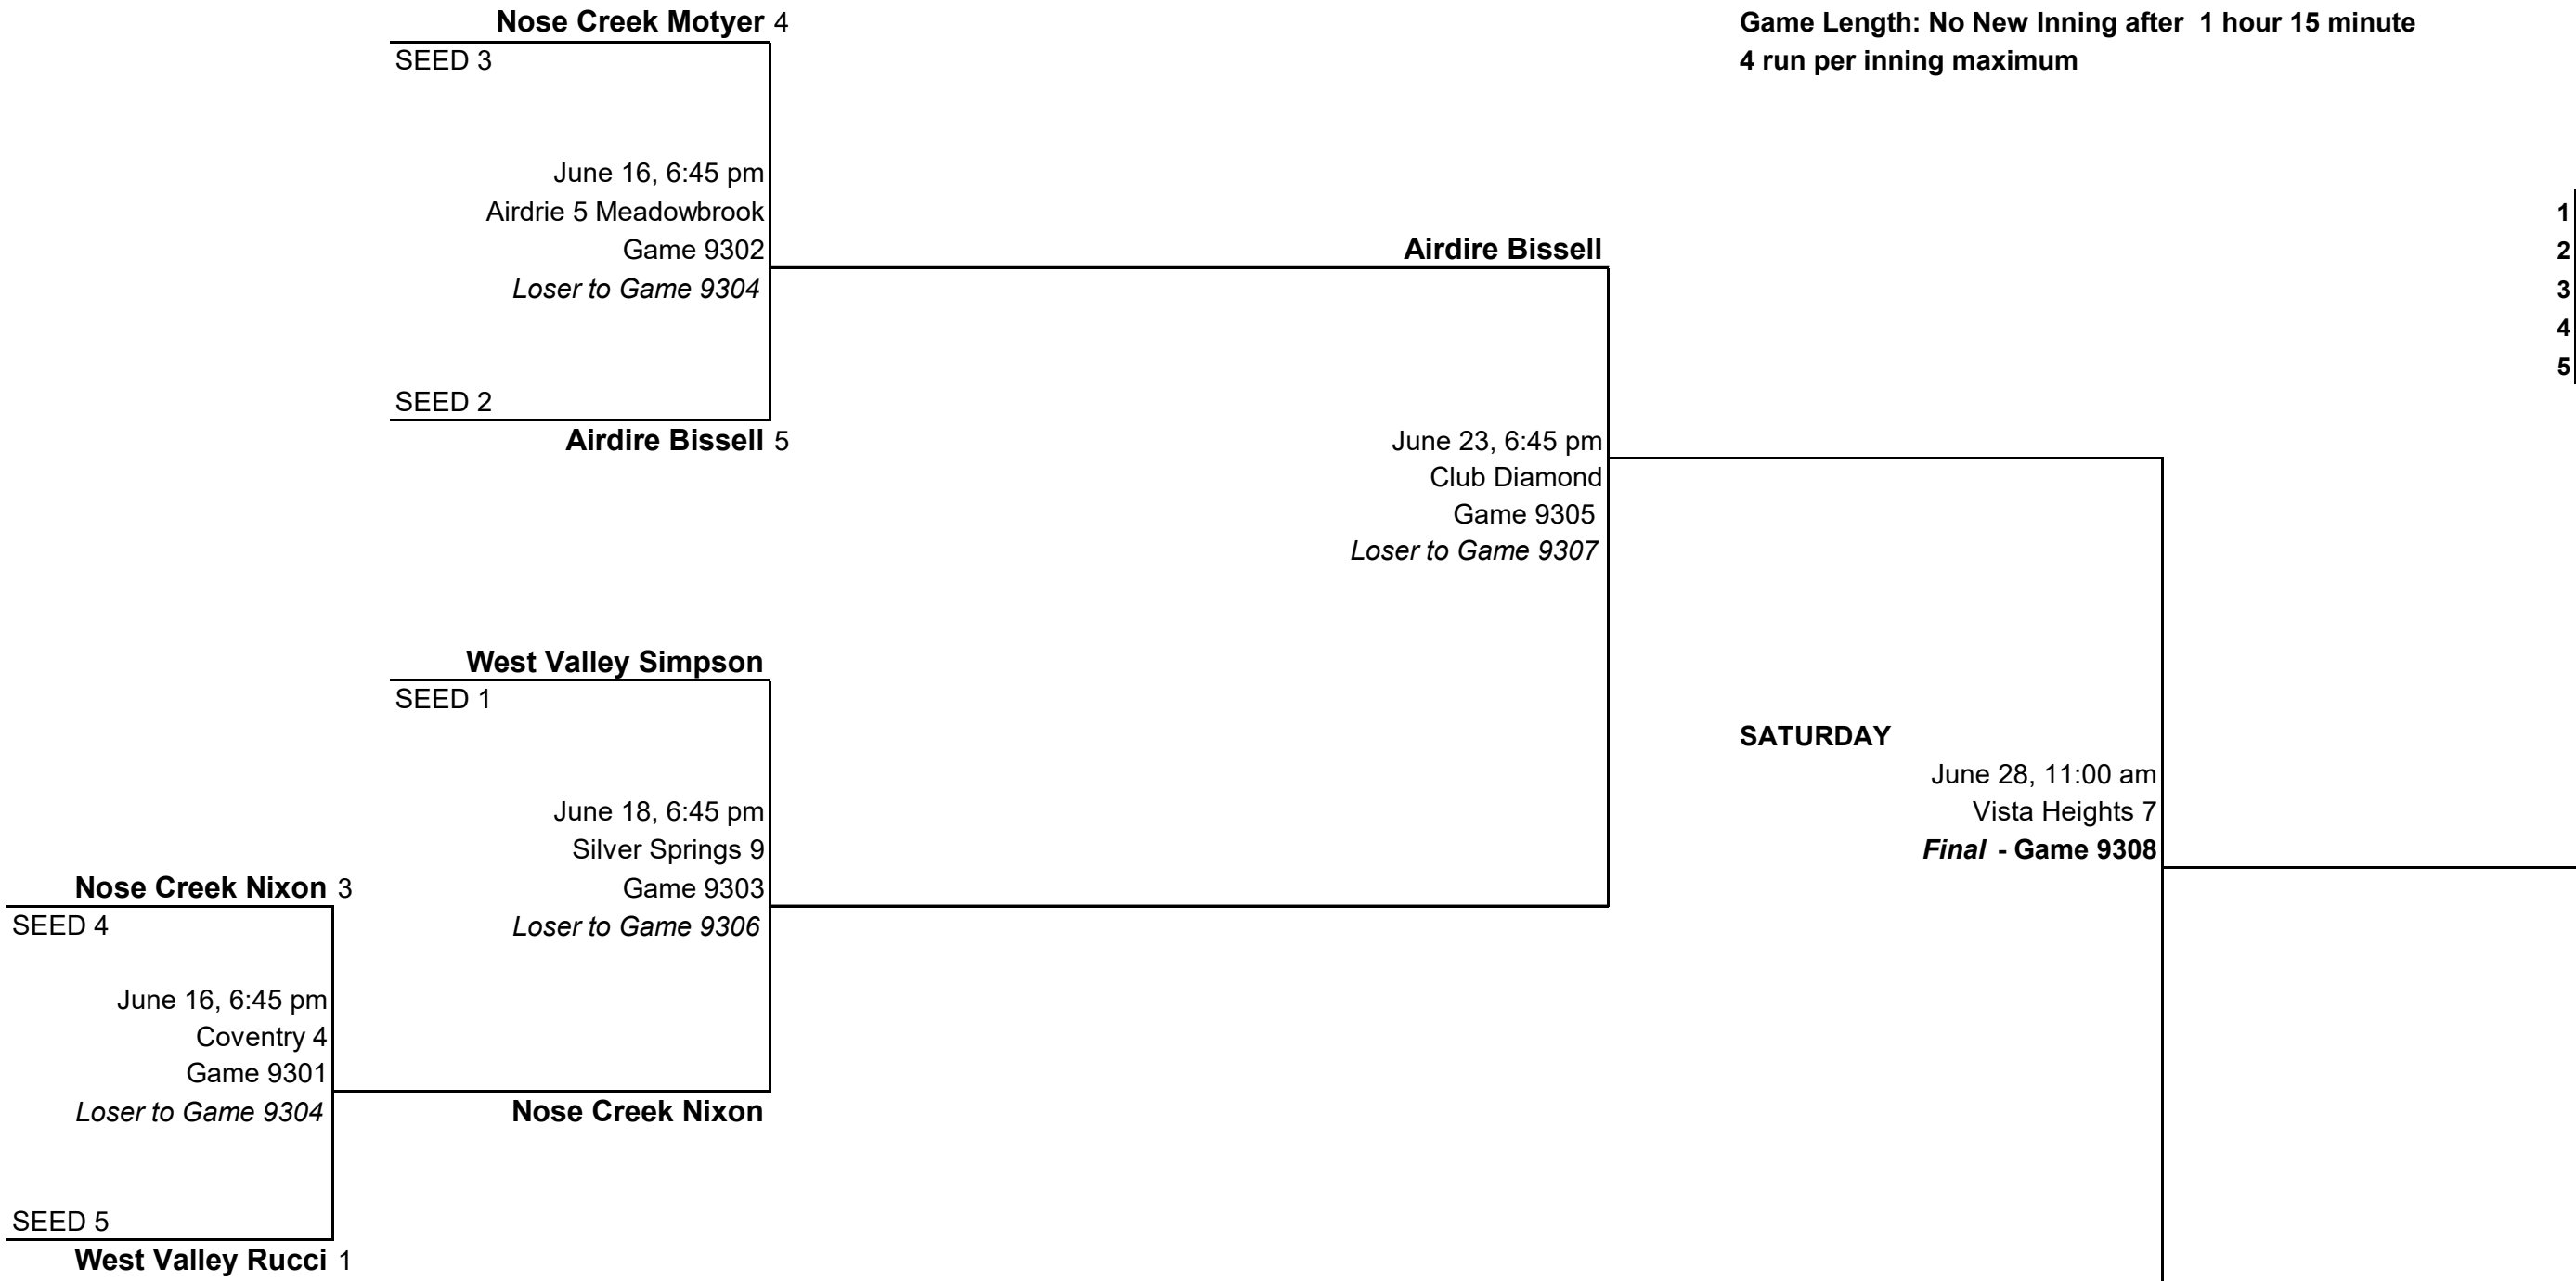 Nose Creek Motyer 4
SEED 3
Game Length: No New Inning after 1 hour 15 minute
4 run per inning maximum
June 16, 6:45 pm
Airdrie 5 Meadowbrook
Game 9302
Loser to Game 9304
SEED 2
Airdire Bissell 5
1
2
3
4
5
Airdire Bissell
June 23, 6:45 pm
Club Diamond
Game 9305
Loser to Game 9307
West Valley Simpson
SEED 1
June 18, 6:45 pm
Silver Springs 9
Game 9303
Loser to Game 9306
SATURDAY
June 28, 11:00 am
Vista Heights 7
Final - Game 9308
Nose Creek Nixon 3
SEED 4
June 16, 6:45 pm
Coventry 4
Game 9301
Loser to Game 9304
Nose Creek Nixon
SEED 5
West Valley Rucci 1